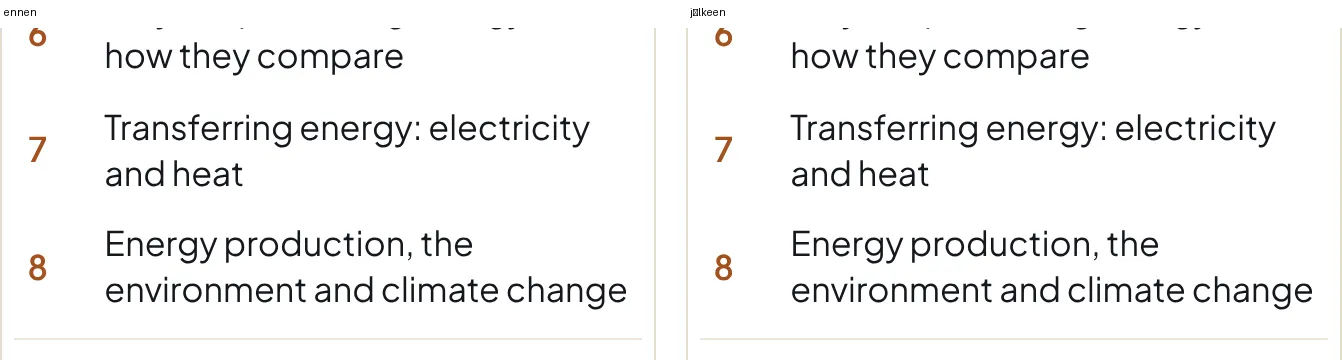 ennen
6
how they compare
7
Transferring energy: electricity
and heat
8
Energy production, the
environment and climate change
jälkeen
6
how they compare
7
Transferring energy: electricity
and heat
8
Energy production, the
environment and climate change